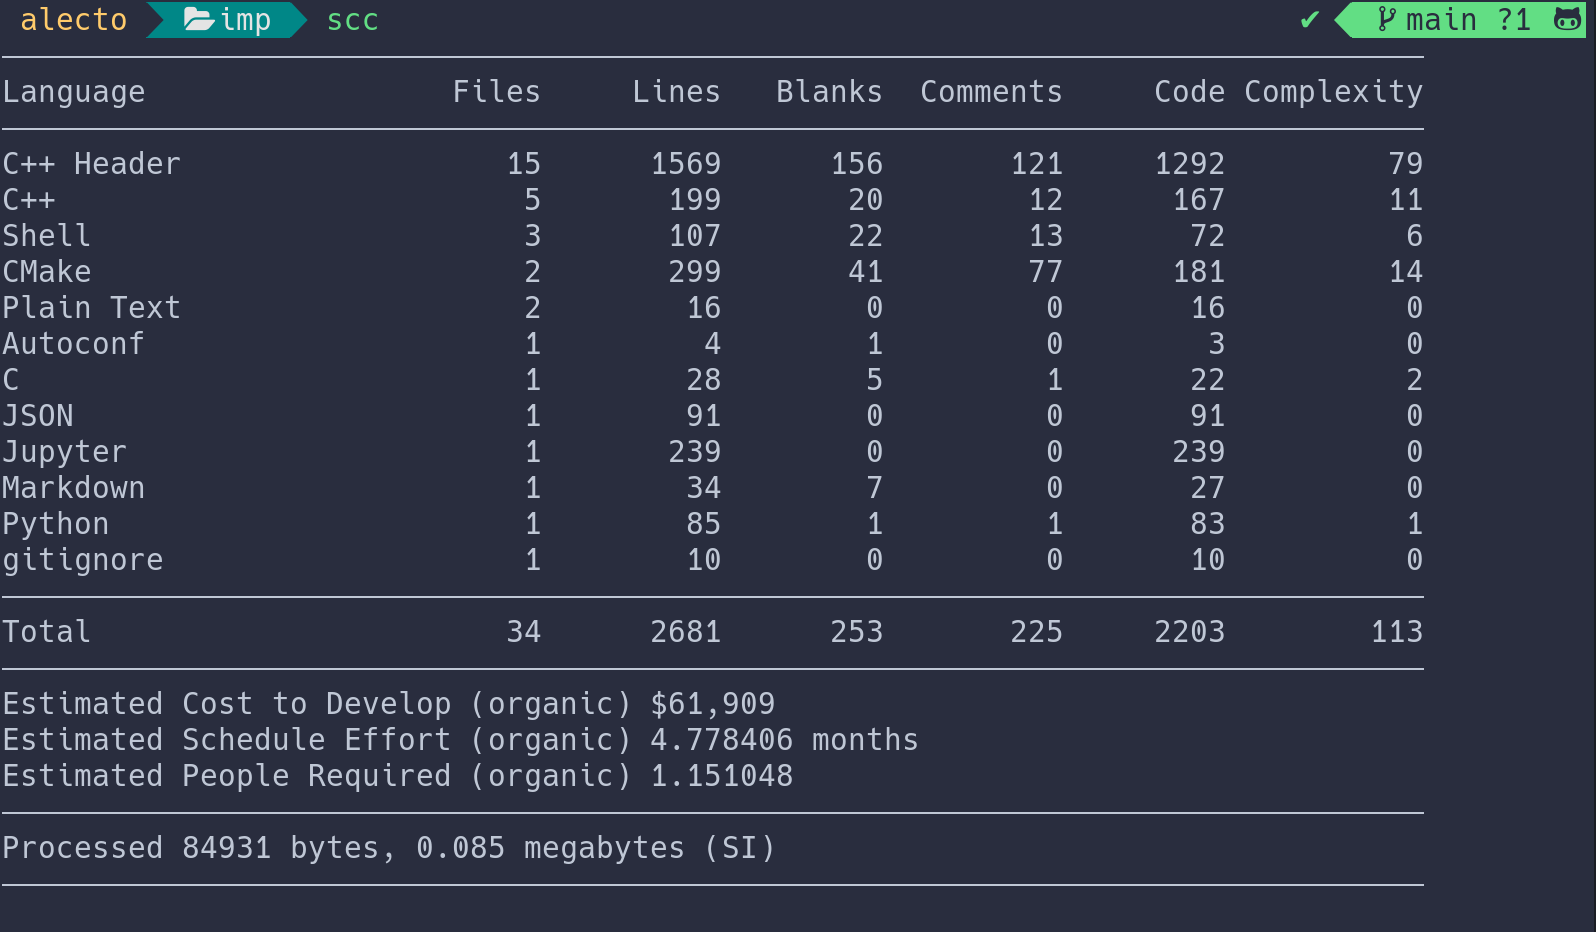 alecto imp scc ✔ main ?1
Language Files Lines Blanks Comments Code Complexity
C++ Header 15 1569 156 121 1292 79
C++ 5 199 20 12 167 11
Shell 3 107 22 13 72 6
CMake 2 299 41 77 181 14
Plain Text 2 16 0 0 16 0
Autoconf 1 4 1 0 3 0
C 1 28 5 1 22 2
JSON 1 91 0 0 91 0
Jupyter 1 239 0 0 239 0
Markdown 1 34 7 0 27 0
Python 1 85 1 1 83 1
gitignore 1 10 0 0 10 0
Total 34 2681 253 225 2203 113
Estimated Cost to Develop (organic) $61,909
Estimated Schedule Effort (organic) 4.778406 months
Estimated People Required (organic) 1.151048
Processed 84931 bytes, 0.085 megabytes (SI)